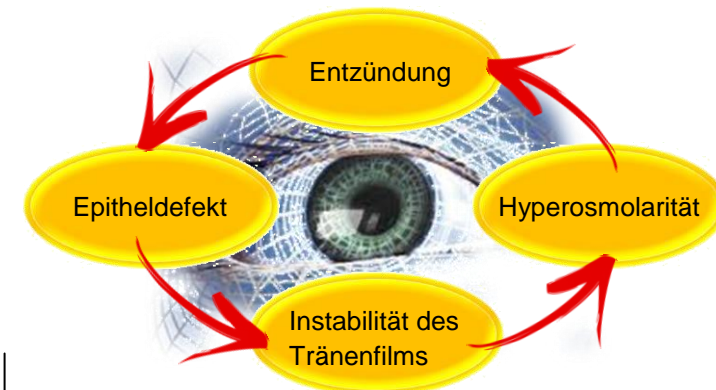 Entzündung
Epitheldefekt
Hyperosmolarität
Instabilität des
Tränenfilms